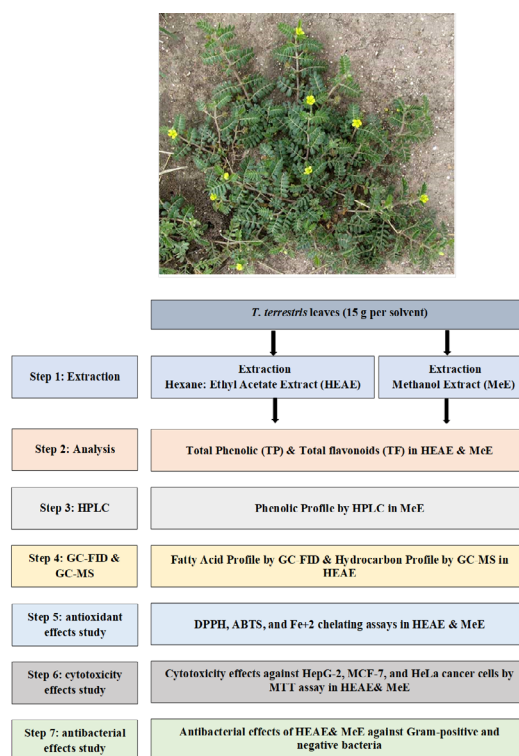 T. terrestris leaves (15 g per solvent)
Step 1: Extraction
Extraction
Hexane: Ethyl Acetate Extract (HEAE)
Extraction
Methanol Extract (MeE)
Step 2: Analysis
Total Phenolic (TP) & Total flavonoids (TF) in HEAE & MeE
Step 3: HPLC
Phenolic Profile by HPLC in MeE
Step 4: GC-FID &
GC-MS
Fatty Acid Profile by GC FID & Hydrocarbon Profile by GC MS in
HEAE
Step 5: antioxidant
effects study
DPPH, ABTS, and Fe+2 chelating assays in HEAE & MeE
Step 6: cytotoxicity
effects study
Cytotoxicity effects against HepG-2, MCF-7, and HeLa cancer cells by
MTT assay in HEAE& MeE
Step 7: antibacterial
effects study
Antibacterial effects of HEAE& MeE against Gram-positive and
negative bacteria